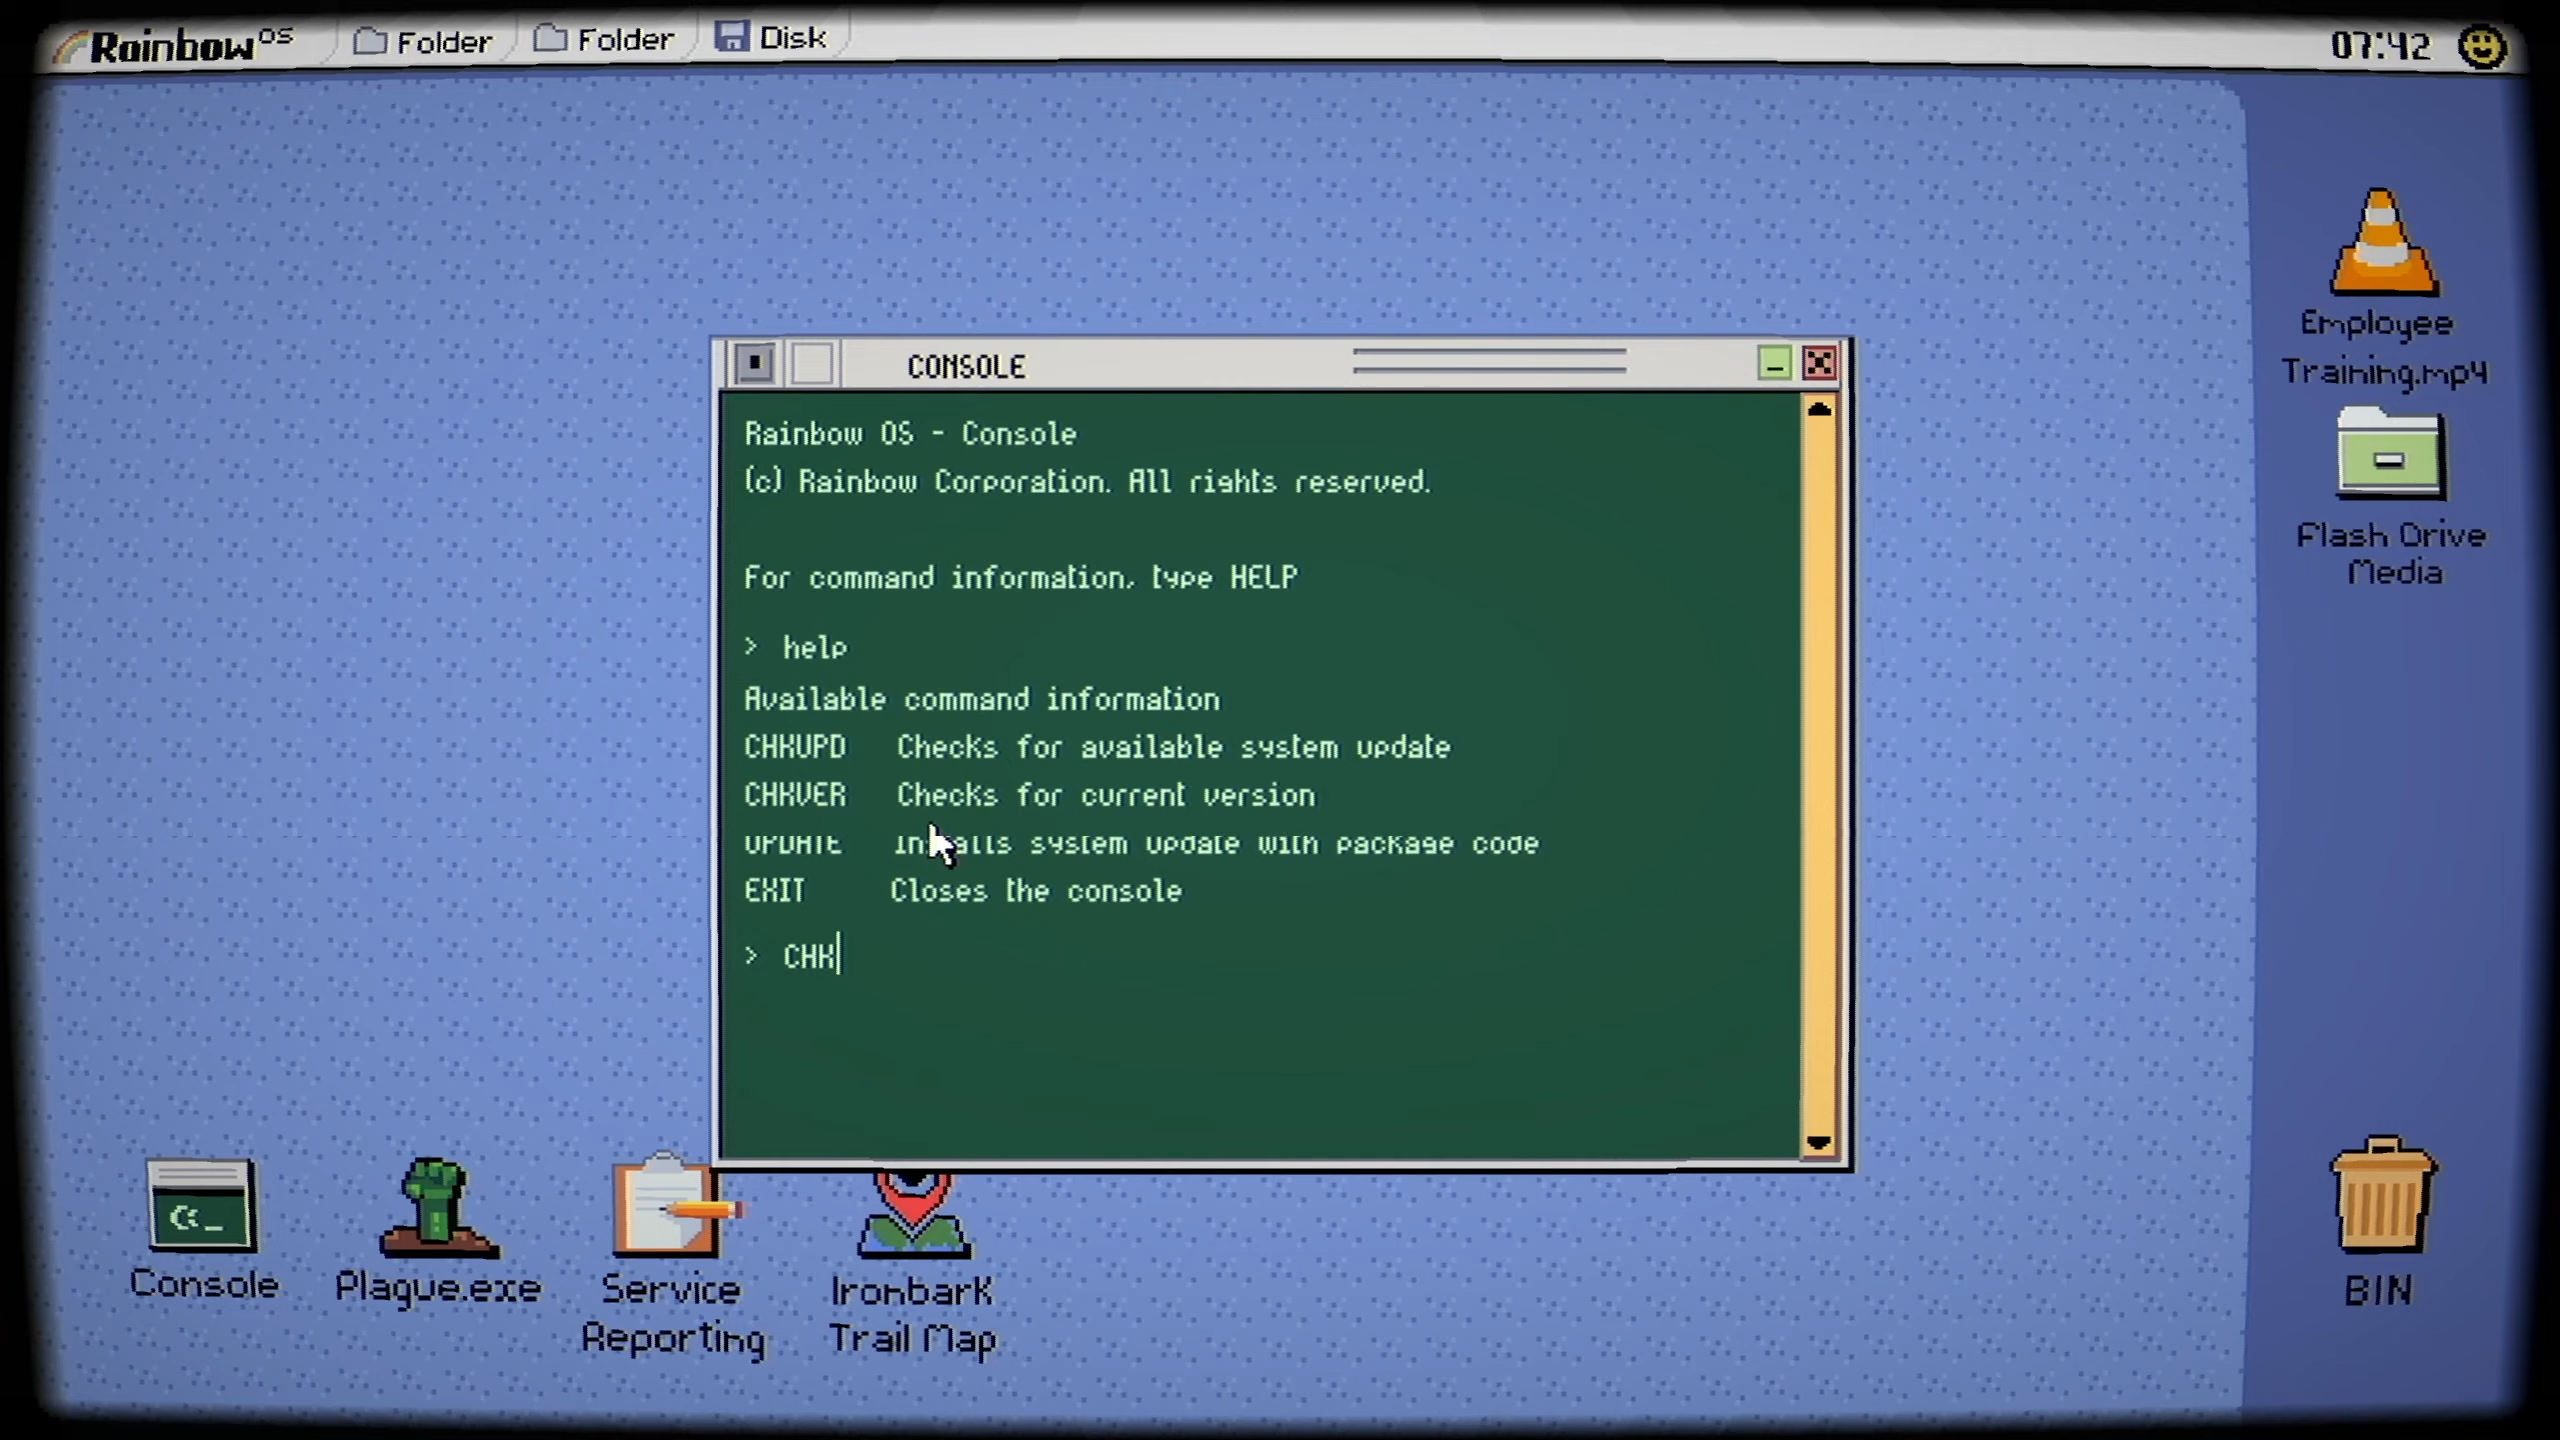 RainbowOS
Folder
Folder
Disk
07:42
Employee
Training.mp4
Flash Drive
Media
CONSOLE
Rainbow OS - Console
(c) Rainbow Corporation. All rights reserved.
For command information, type HELP
> help
Available command information
CHKUPD Checks for available system update
CHKVER Checks for current version
UPDATE Installs system update with package code
EXIT Closes the console
> CHK
C:\_
Console
Plague.exe
Service
Reporting
Ironbark
Trail Map
BIN